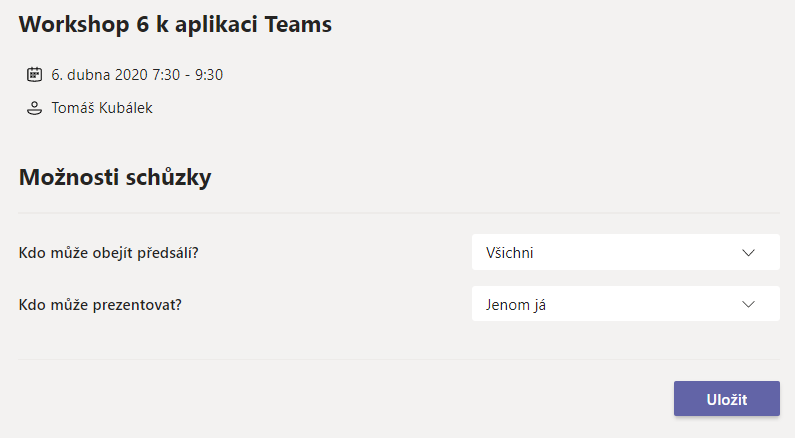 Workshop 6 k aplikaci Teams
6. dubna 2020 7:30 - 9:30
Tomáš Kubálek
Možnosti schůzky
Kdo může obejít předsálí?
Všichni
Kdo může prezentovat?
Jenom já
Uložit